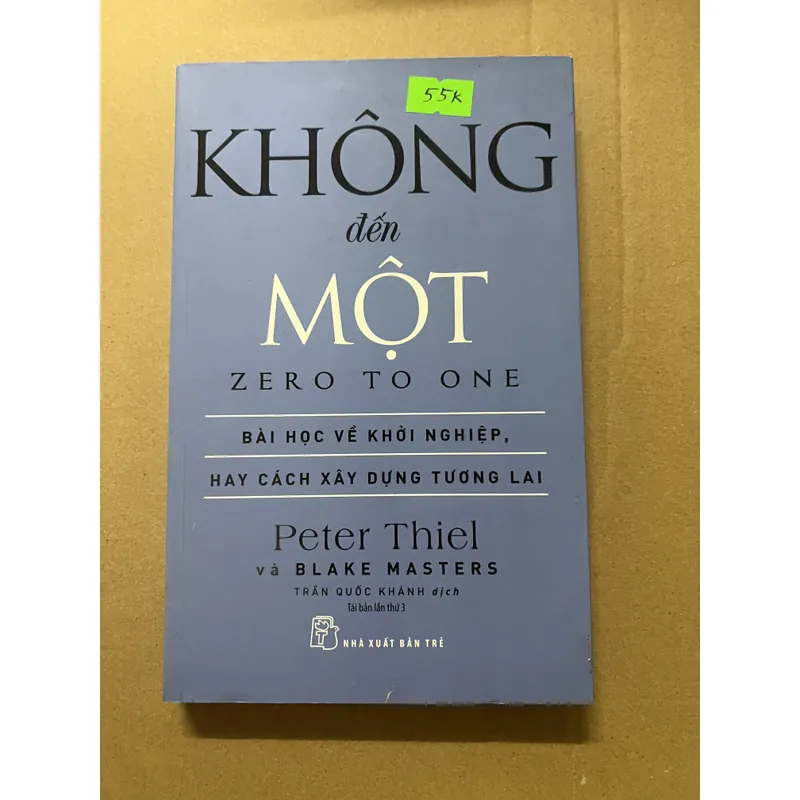 55K
KHÔNG
đến
MỘT
ZERO TO ONE
BÀI HỌC VỀ KHỞI NGHIỆP,
HAY CÁCH XÂY DỰNG TƯƠNG LAI
Peter Thiel
và BLAKE MASTERS
TRẦN QUỐC KHÁNH dịch
Tái bản lần thứ 3
NHÀ XUẤT BẢN TRẺ